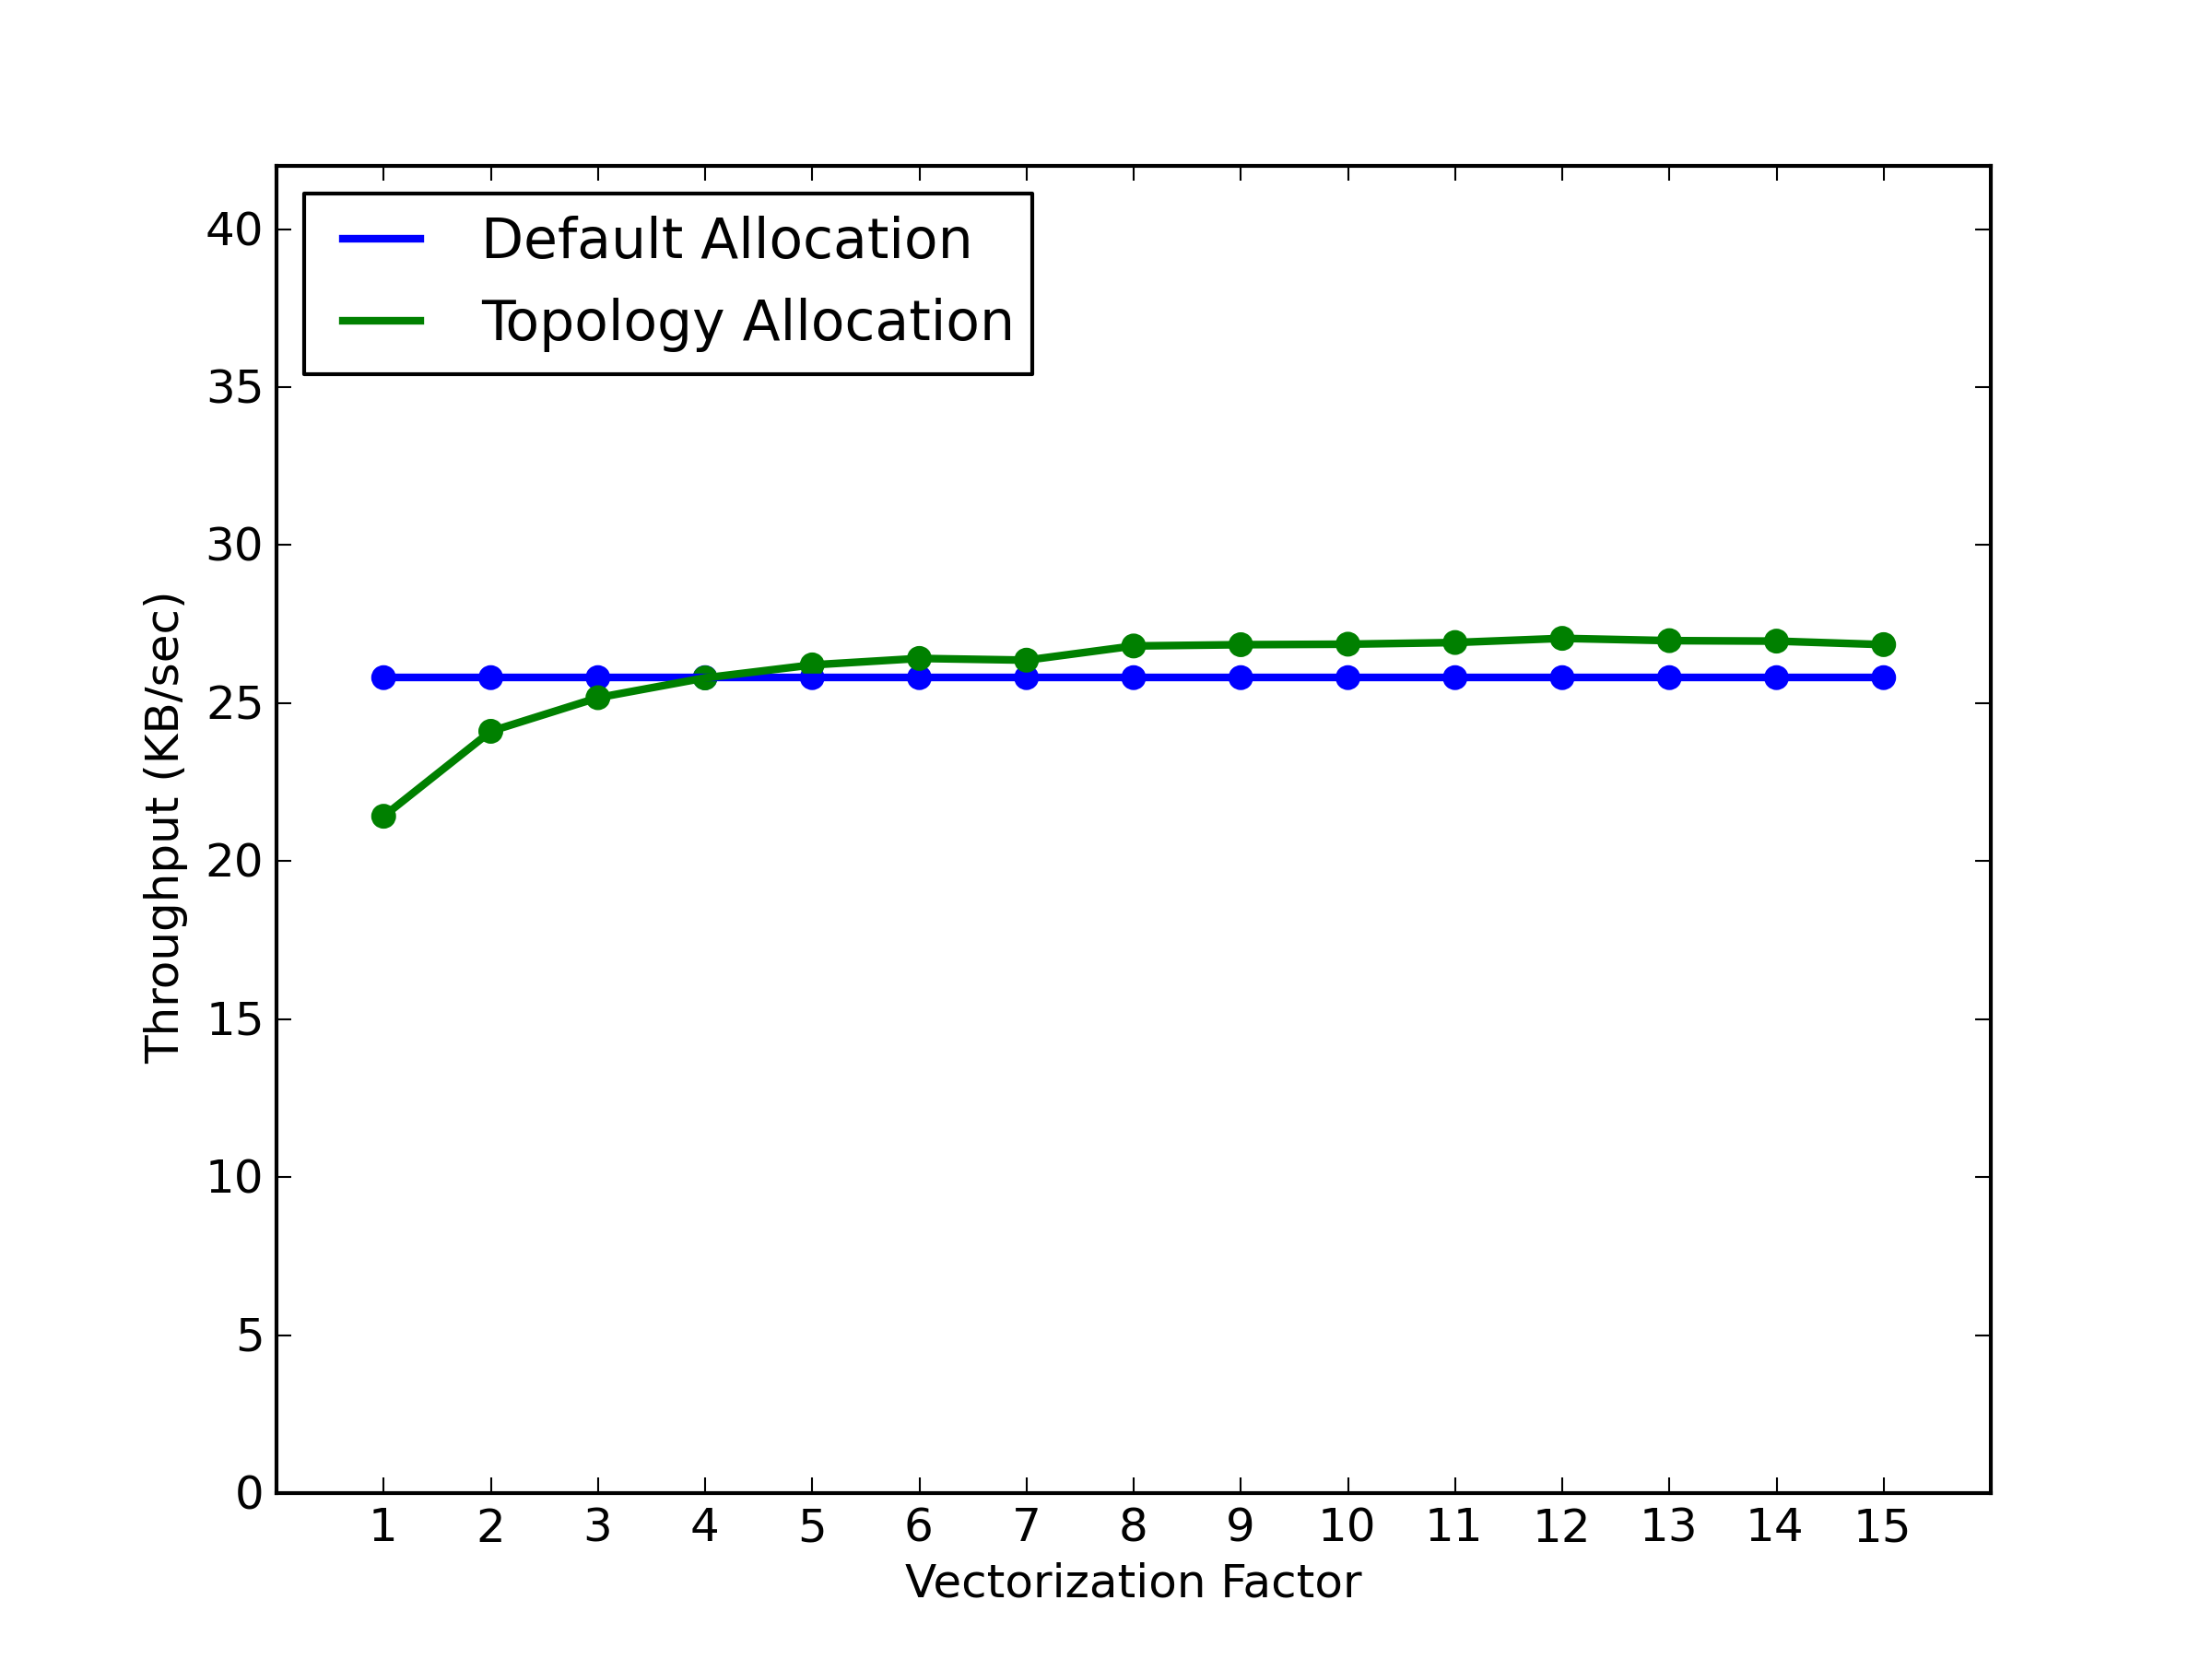 Default Allocation
Topology Allocation
40
35
30
25
20
15
10
5
0
Throughput (KB/sec)
1 2 3 4 5 6 7 8 9 10 11 12 13 14 15
Vectorization Factor